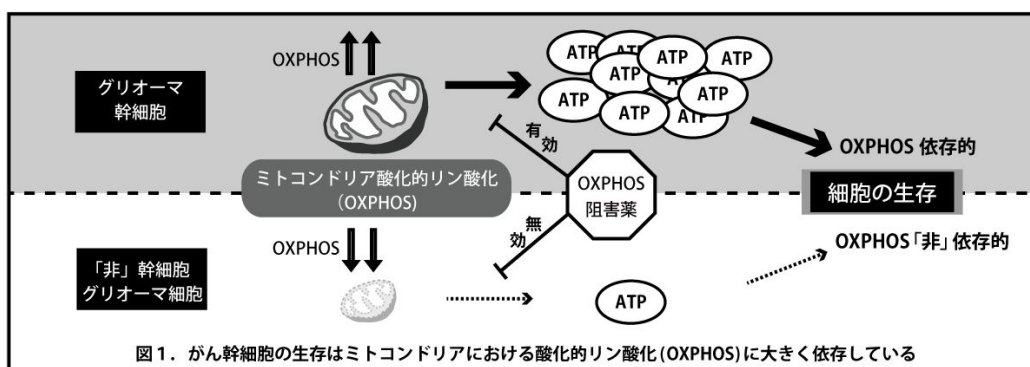 OXPHOS
グリオーマ
幹細胞
ATP
ATP
ATP
ATP
ATP
ATP
ATP
ATP
ATP
ATP
ATP
有効
OXPHOS 依存的
ミトコンドリア酸化的リン酸化
（OXPHOS）
OXPHOS
阻害薬
細胞の生存
無効
OXPHOS
OXPHOS「非」依存的
「非」幹細胞
グリオーマ細胞
ATP
図1．がん幹細胞の生存はミトコンドリアにおける酸化的リン酸化(OXPHOS)に大きく依存している